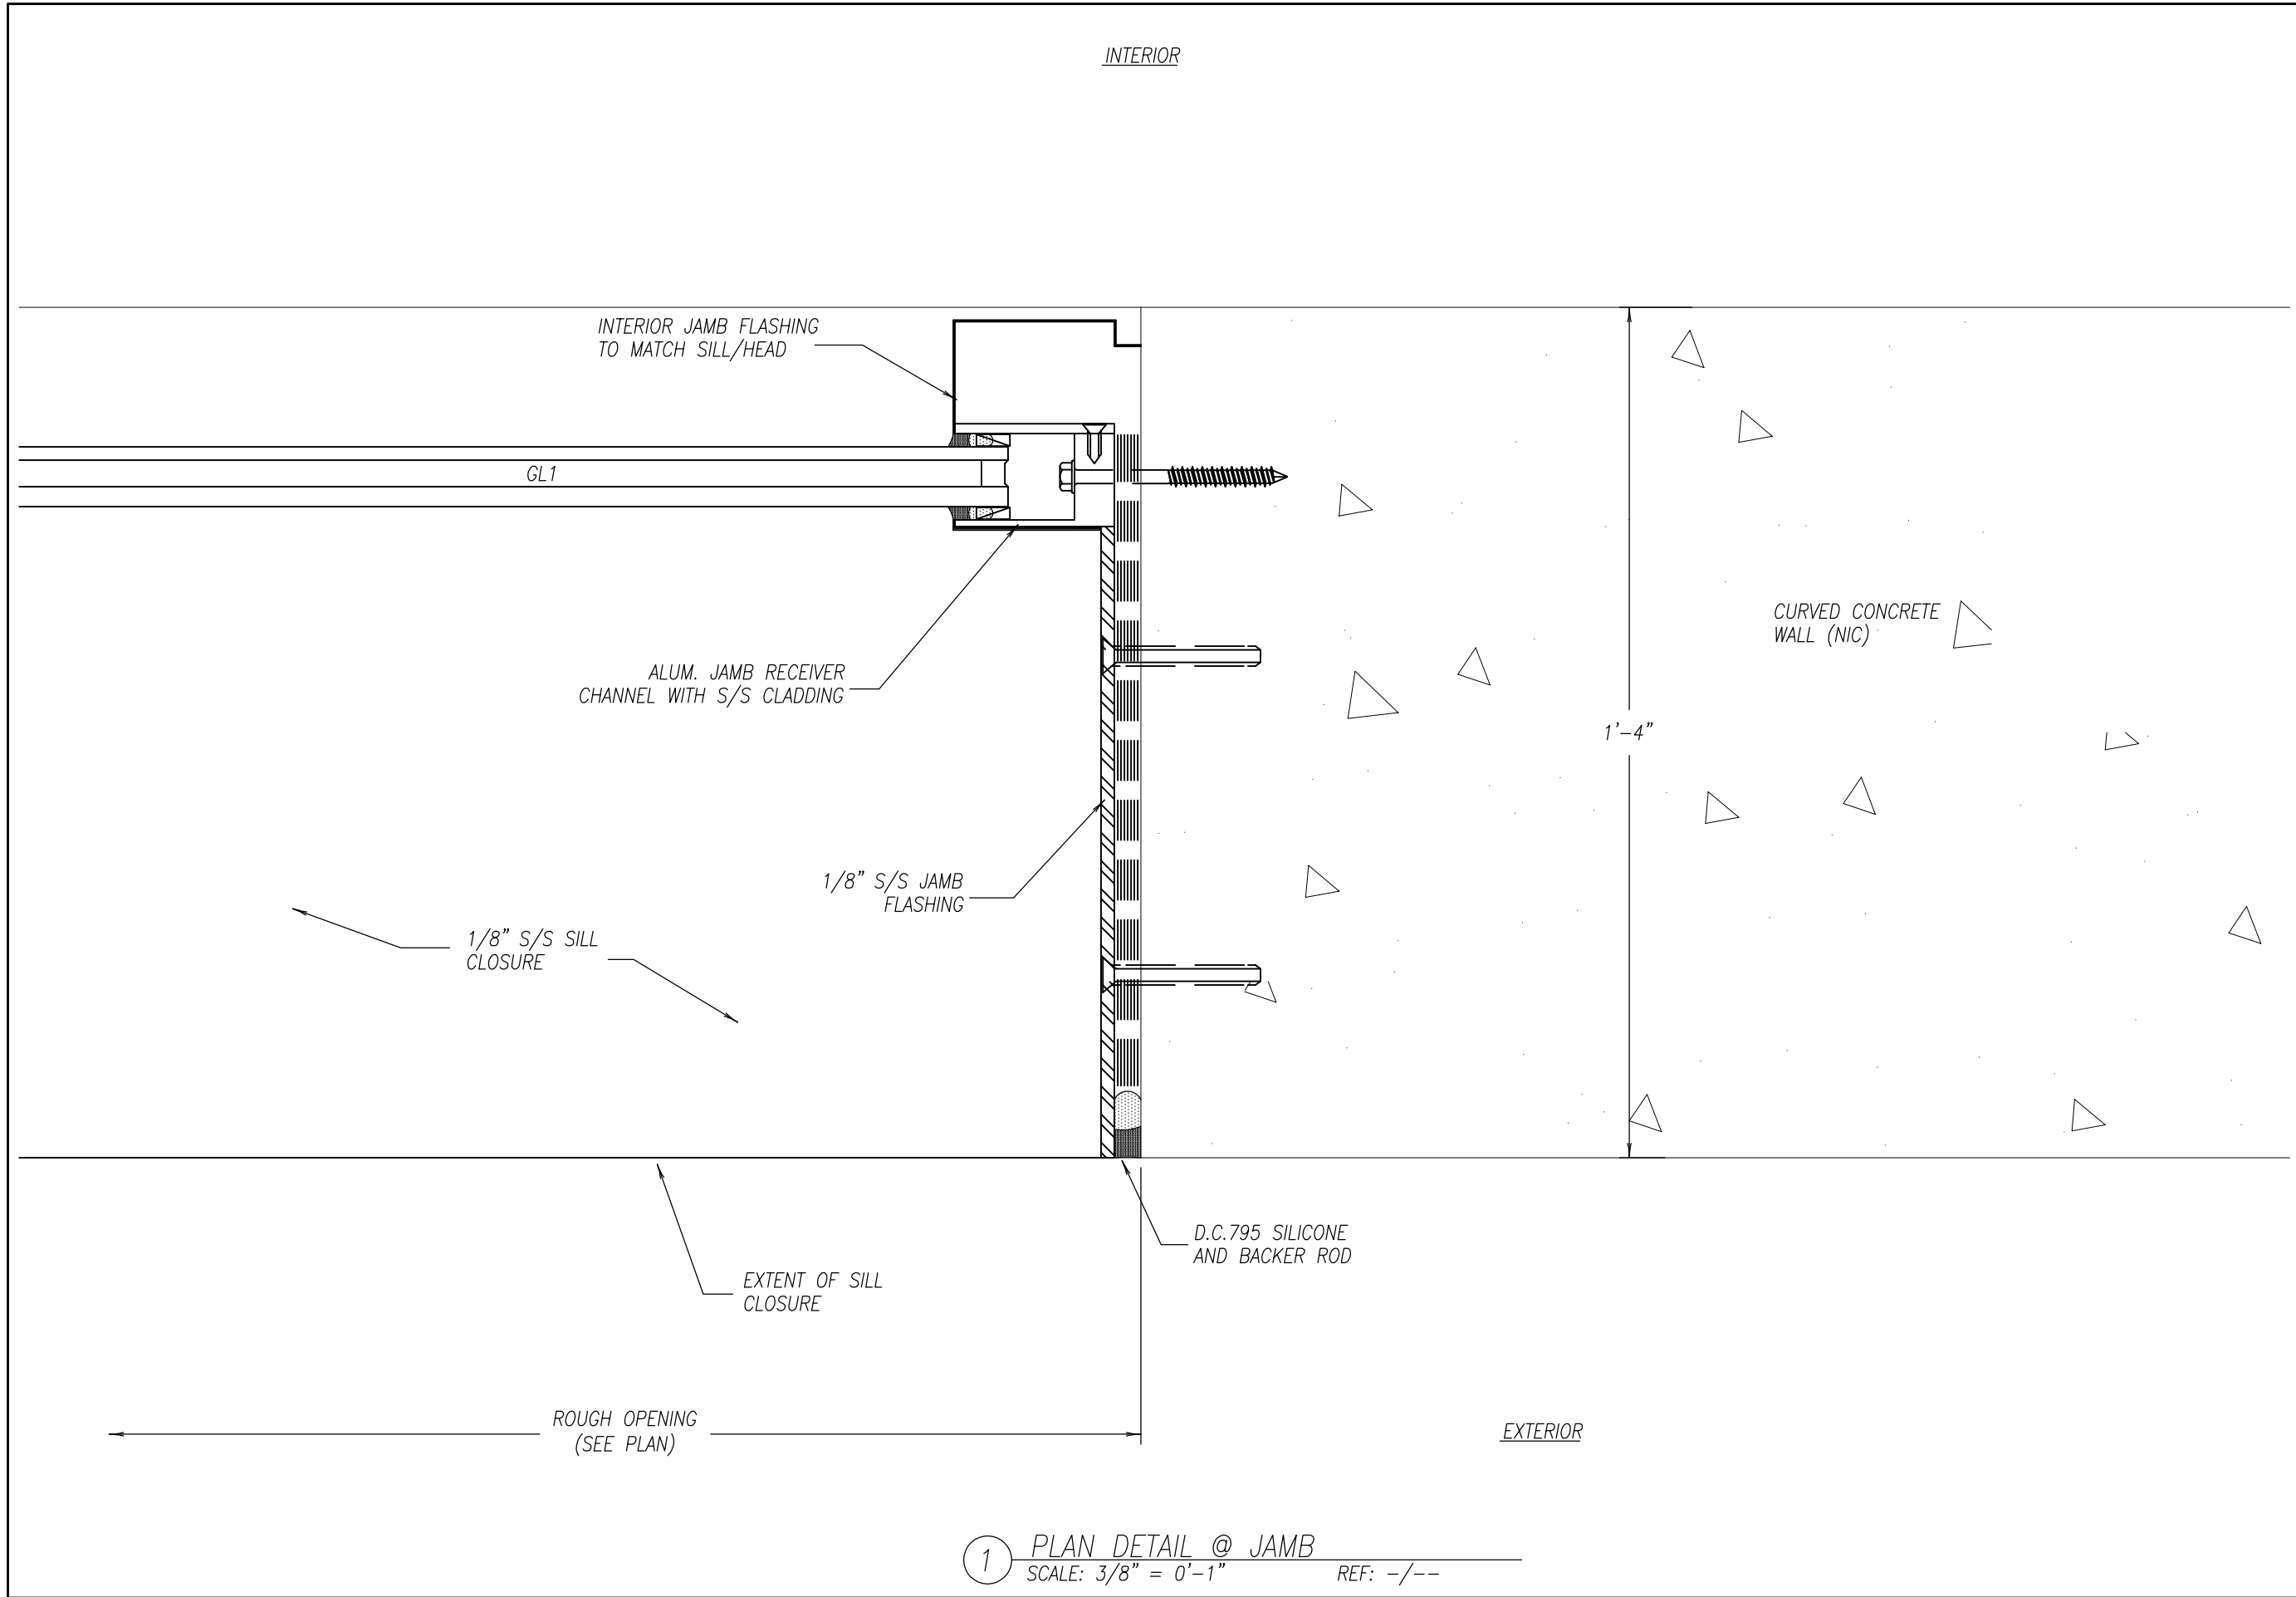 INTERIOR
INTERIOR JAMB FLASHING
TO MATCH SILL/HEAD
GL1
CURVED CONCRETE
WALL (NIC)
ALUM. JAMB RECEIVER
CHANNEL WITH S/S CLADDING
1'-4"
1/8" S/S JAMB
FLASHING
1/8" S/S SILL
CLOSURE
D.C.795 SILICONE
AND BACKER ROD
EXTENT OF SILL
CLOSURE
ROUGH OPENING
(SEE PLAN)
EXTERIOR
1 PLAN DETAIL @ JAMB
SCALE: 3/8" = 0'-1" REF: -/--